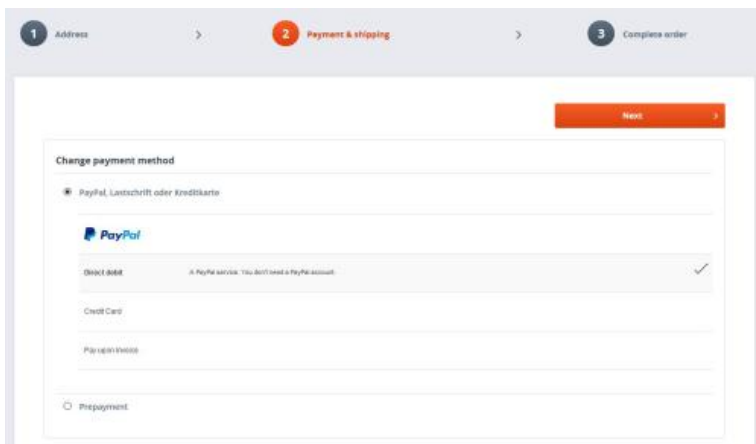 1 Address > 2 Payment & shipping > 3 Complete order
Next >
Change payment method
PayPal, Lastschrift oder Kreditkarte
PayPal
Direct debit A PayPal service. You don't need a PayPal account.
Credit Card
Pay upon Invoice
Prepayment